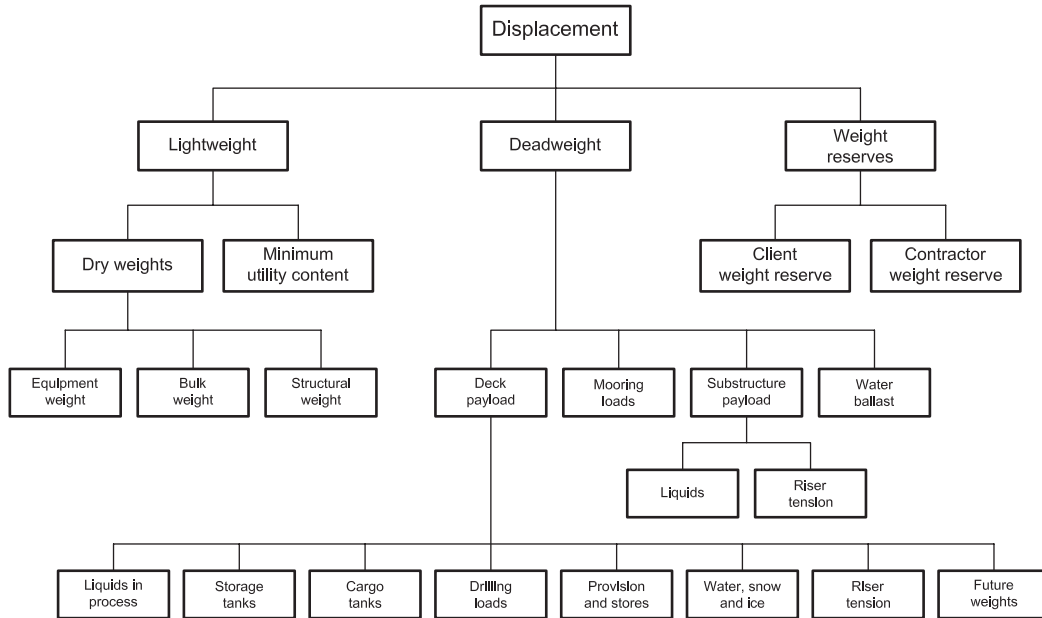 Displacement
Lightweight
Deadweight
Weight
reserves
Dry weights
Minimum
utility content
Client
weight reserve
Contractor
weight reserve
Equipment
weight
Bulk
weight
Structural
weight
Deck
payload
Mooring
loads
Substructure
payload
Water
ballast
Liquids
Riser
tension
Liquids in
process
Storage
tanks
Cargo
tanks
Drilling
loads
Provision
and stores
Water, snow
and ice
Riser
tension
Future
weights